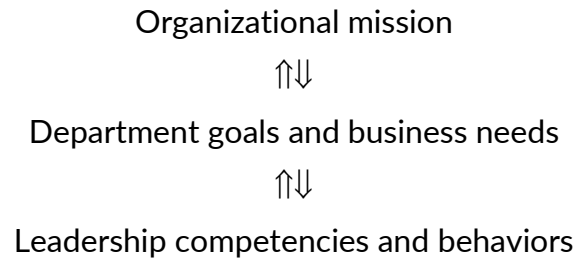 Organizational mission
⇑⇓
Department goals and business needs
⇑⇓
Leadership competencies and behaviors